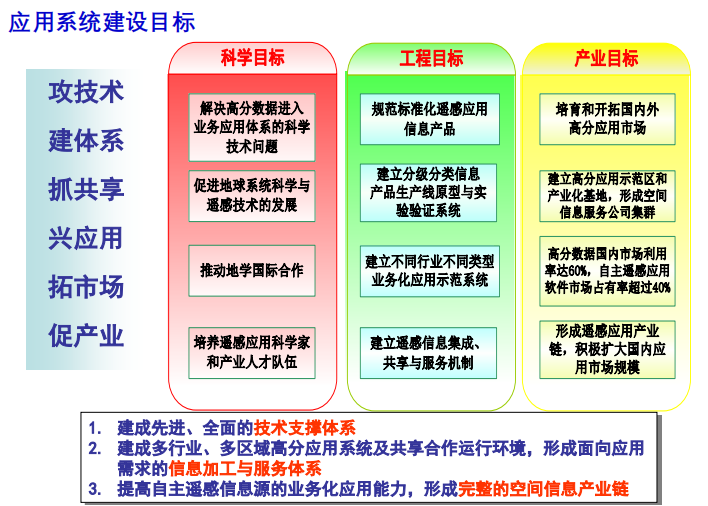 应用系统建设目标
攻技术
建体系
抓共享
兴应用
拓市场
促产业
科学目标
解决高分数据进入
业务应用体系的科学
技术问题
促进地球系统科学与
遥感技术的发展
推动地学国际合作
培养遥感应用科学家
和产业人才队伍
工程目标
规范标准化遥感应用
信息产品
建立分级分类信息
产品生产线原型与实
验验证系统
建立不同行业不同类型
业务化应用示范系统
建立遥感信息集成、
共享与服务机制
产业目标
培育和开拓国内外
高分应用市场
建立高分应用示范区和
产业化基地，形成空间
信息服务公司集群
高分数据国内市场利用
率达60%，自主遥感应用
软件市场占有率超过40%
形成遥感应用产业
链，积极扩大国内应
用市场规模
1. 建成先进、全面的技术支撑体系
2. 建成多行业、多区域高分应用系统及共享合作运行环境，形成面向应用
需求的信息加工与服务体系
3. 提高自主遥感信息源的业务化应用能力，形成完整的空间信息产业链